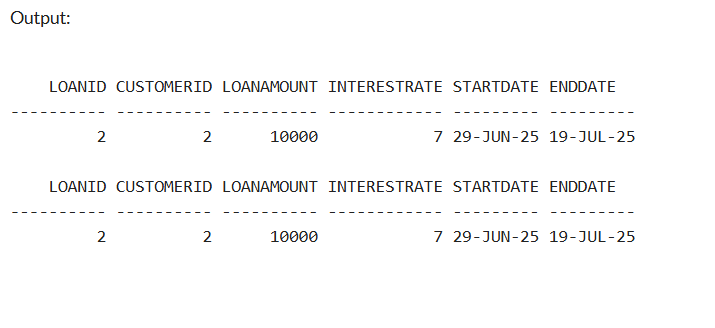 Output:
LOANID CUSTOMERID LOANAMOUNT INTERESTRATE STARTDATE ENDDATE
---------- ---------- ---------- ------------ --------- ---------
2 2 10000 7 29-JUN-25 19-JUL-25
LOANID CUSTOMERID LOANAMOUNT INTERESTRATE STARTDATE ENDDATE
---------- ---------- ---------- ------------ --------- ---------
2 2 10000 7 29-JUN-25 19-JUL-25